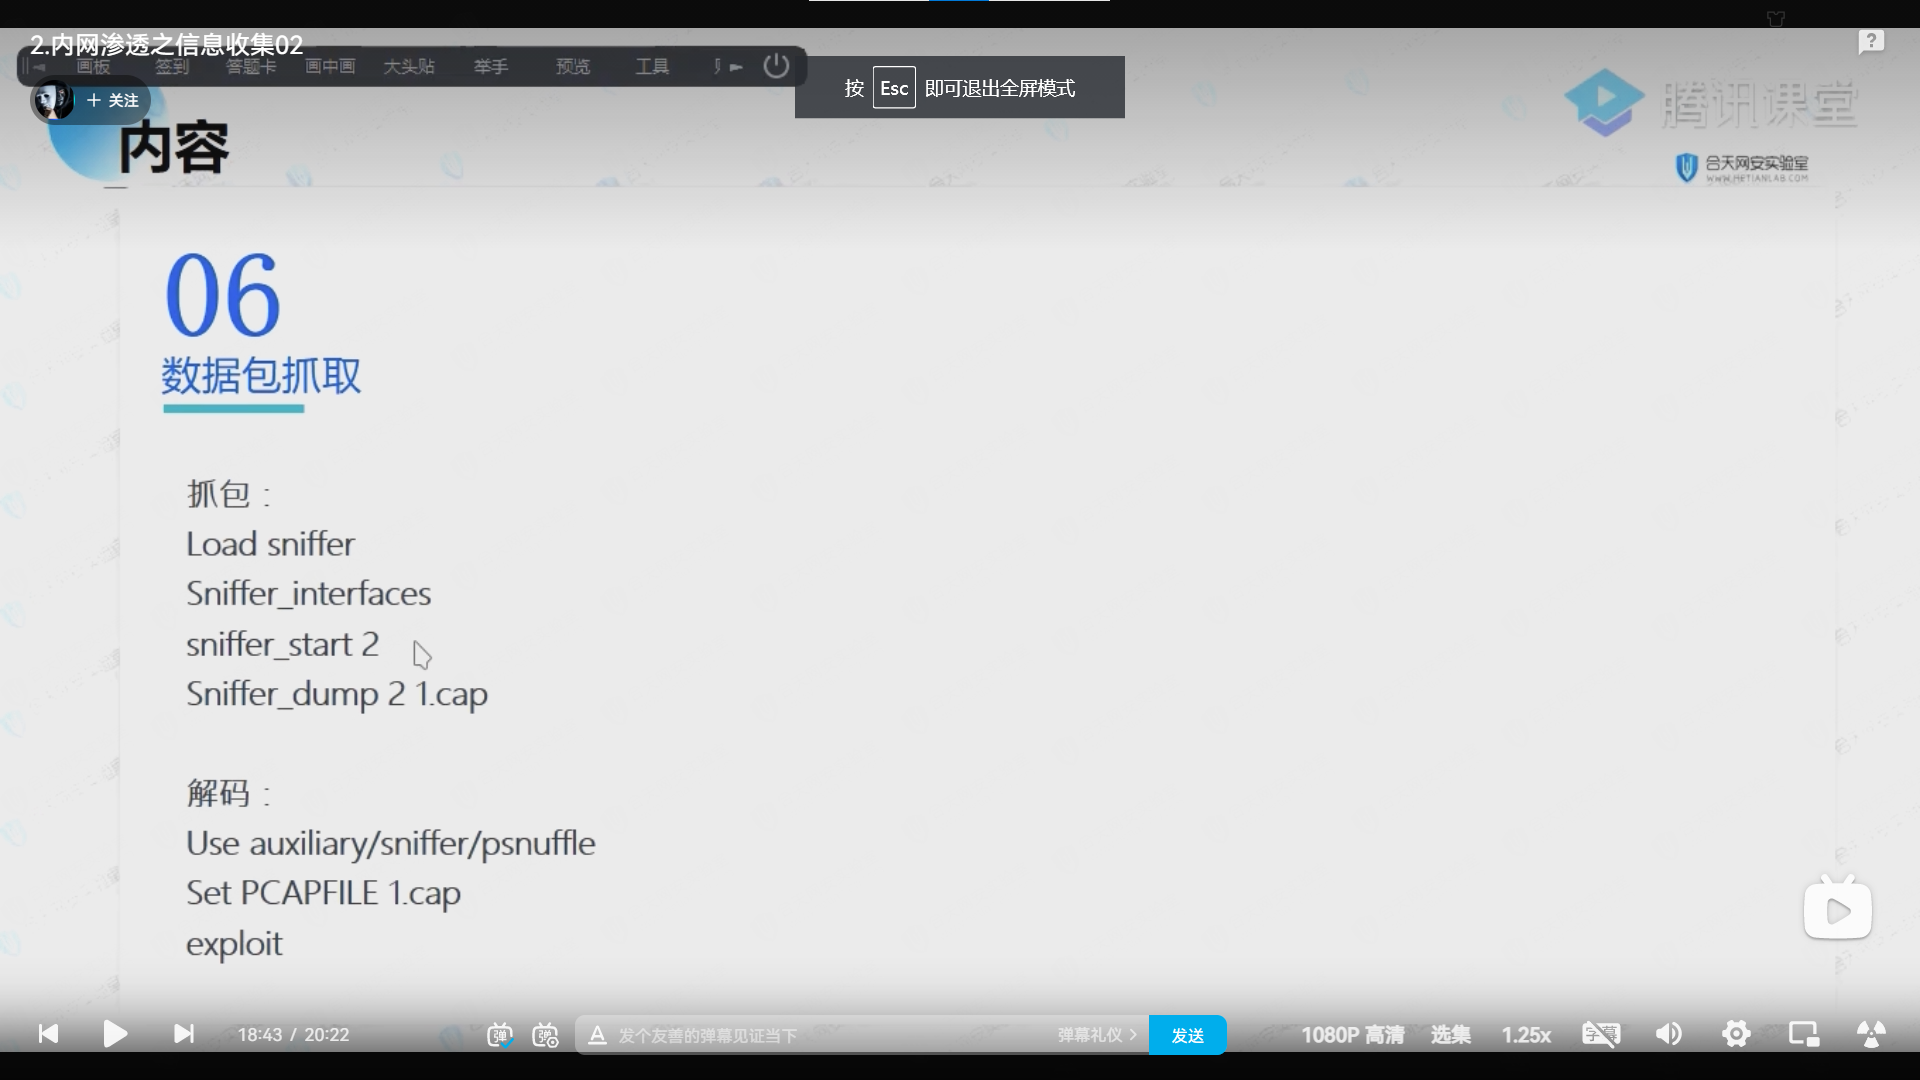 2.内网渗透之信息收集02
画板 签到 答题卡 画中画 大头贴 举手 预览 工具
按 Esc 即可退出全屏模式
?
+ 关注
腾讯课堂
内容
合天网安实验室
WWW.HETIANLAB.COM
06
数据包抓取
抓包：
Load sniffer
Sniffer_interfaces
sniffer_start 2
Sniffer_dump 2 1.cap
解码：
Use auxiliary/sniffer/psnuffle
Set PCAPFILE 1.cap
exploit
18:43 / 20:22 弹 弹 A 发个友善的弹幕见证当下 弹幕礼仪 > 发送 1080P 高清 选集 1.25x 字幕